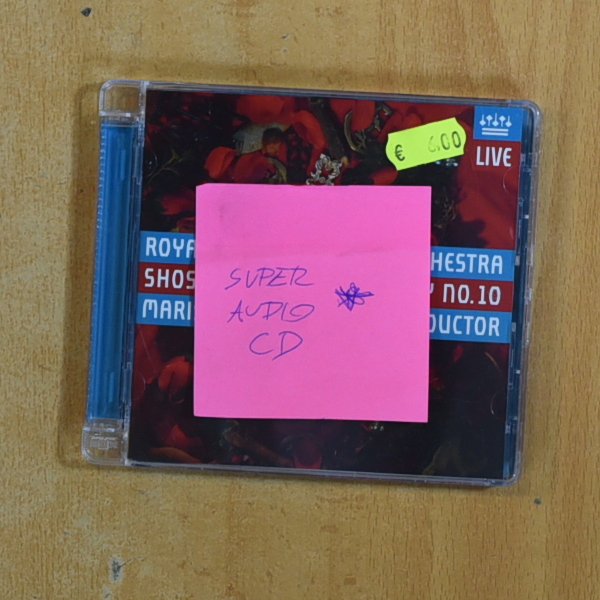 LIVE
€ 6.00
ROYA HESTRA
SHOS Y NO.10
MARI DUCTOR
SUPER
AUDIO
CD